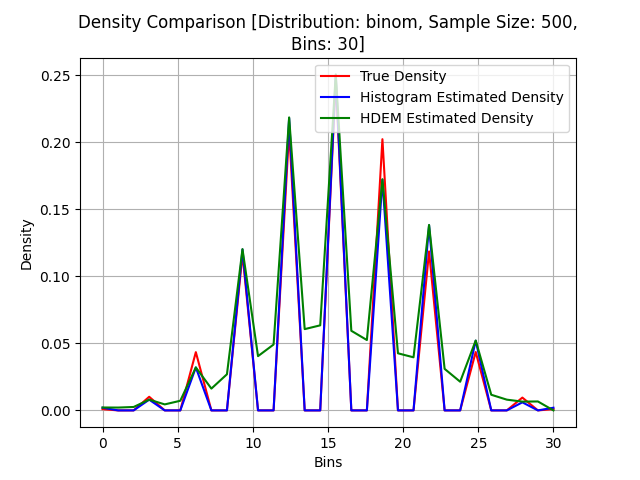 Density Comparison [Distribution: binom, Sample Size: 500,
Bins: 30]
True Density
Histogram Estimated Density
HDEM Estimated Density
Density
0.25
0.20
0.15
0.10
0.05
0.00
0 5 10 15 20 25 30
Bins